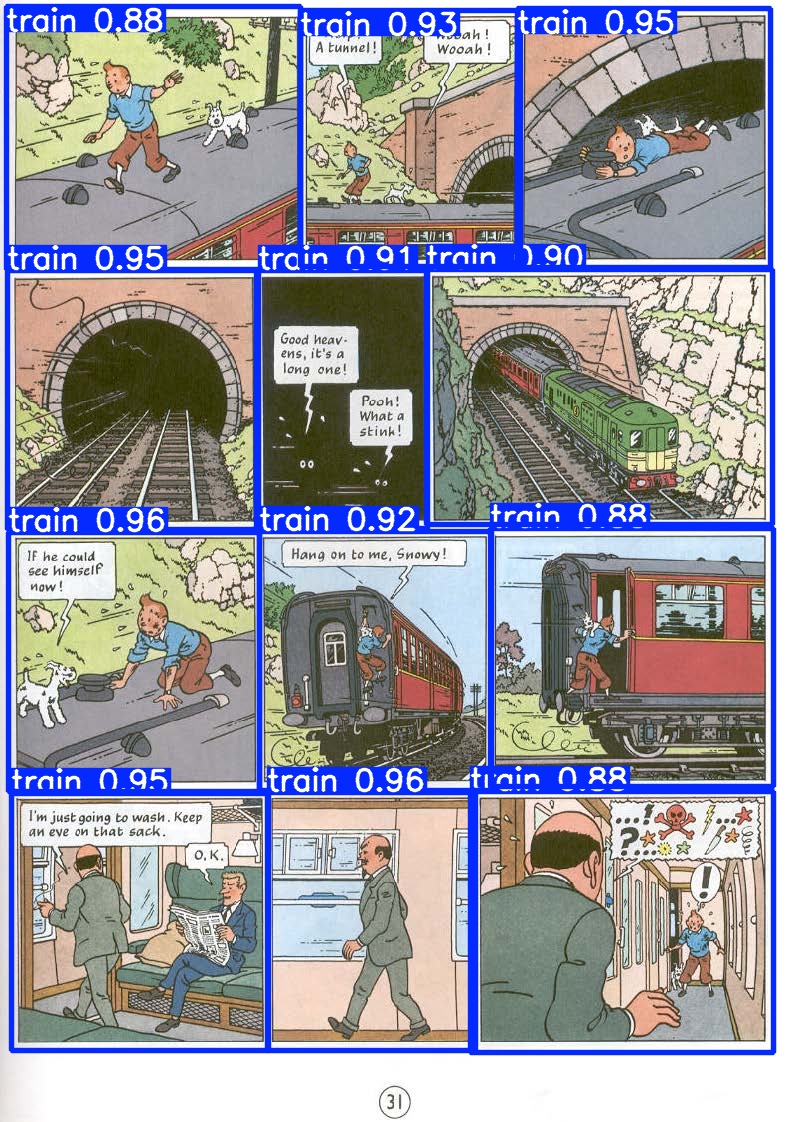 train 0.88
train 0.93
train 0.95
A tunnel!
Wooah!
Wooah!
train 0.95
train 0.91
train 0.90
Good heav-
ens, it's a
long one!
Pooh!
What a
stink!
train 0.96
train 0.92
train 0.88
IF he could
see himself
now!
Hang on to me, Snowy!
train 0.95
train 0.96
train 0.88
I'm just going to wash. Keep
an eye on that sack.
O.K.
...!
?...
!
31